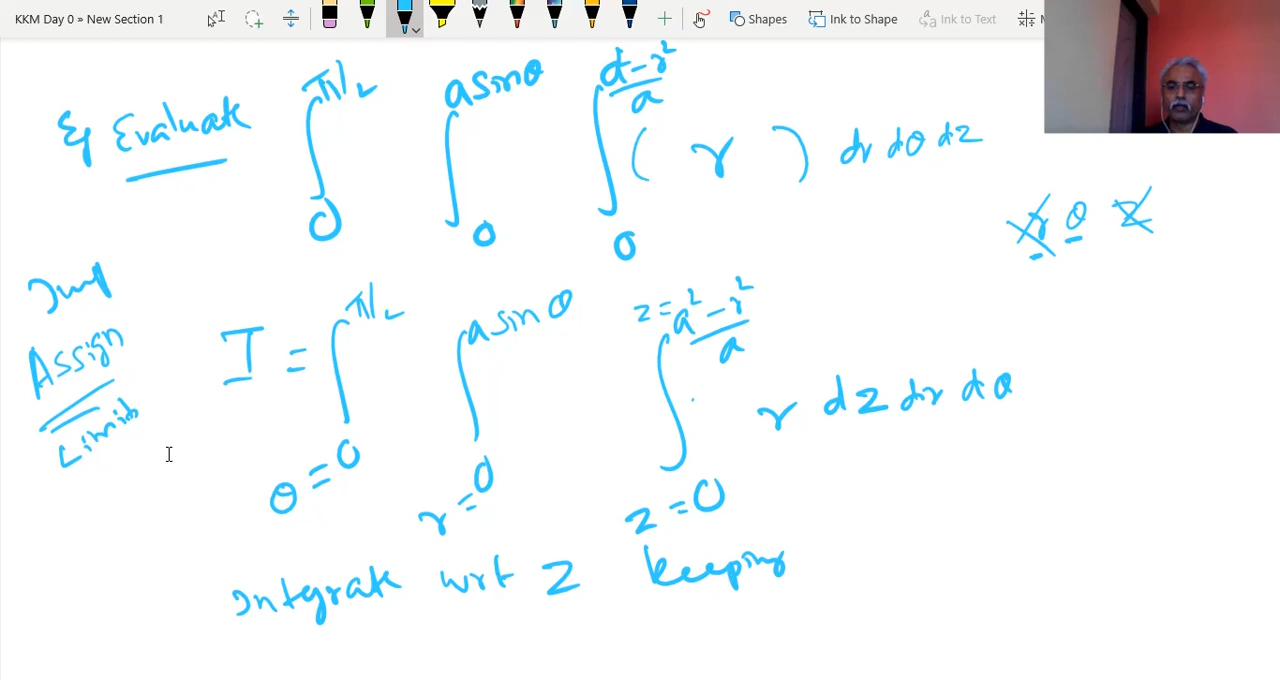 KKM Day 0 » New Section 1
Shapes Ink to Shape Ink to Text
Evaluate ∫₀^{π/2} ∫₀^{a sinθ} ∫₀^{(a²-r²)/a} ( r ) dr dθ dz
r θ z
Imp
Assign
Limits
I = ∫_{θ=0}^{π/2} ∫_{r=0}^{a sinθ} ∫_{z=0}^{z=(a²-r²)/a} r dz dr dθ
Integrate wrt z keeping